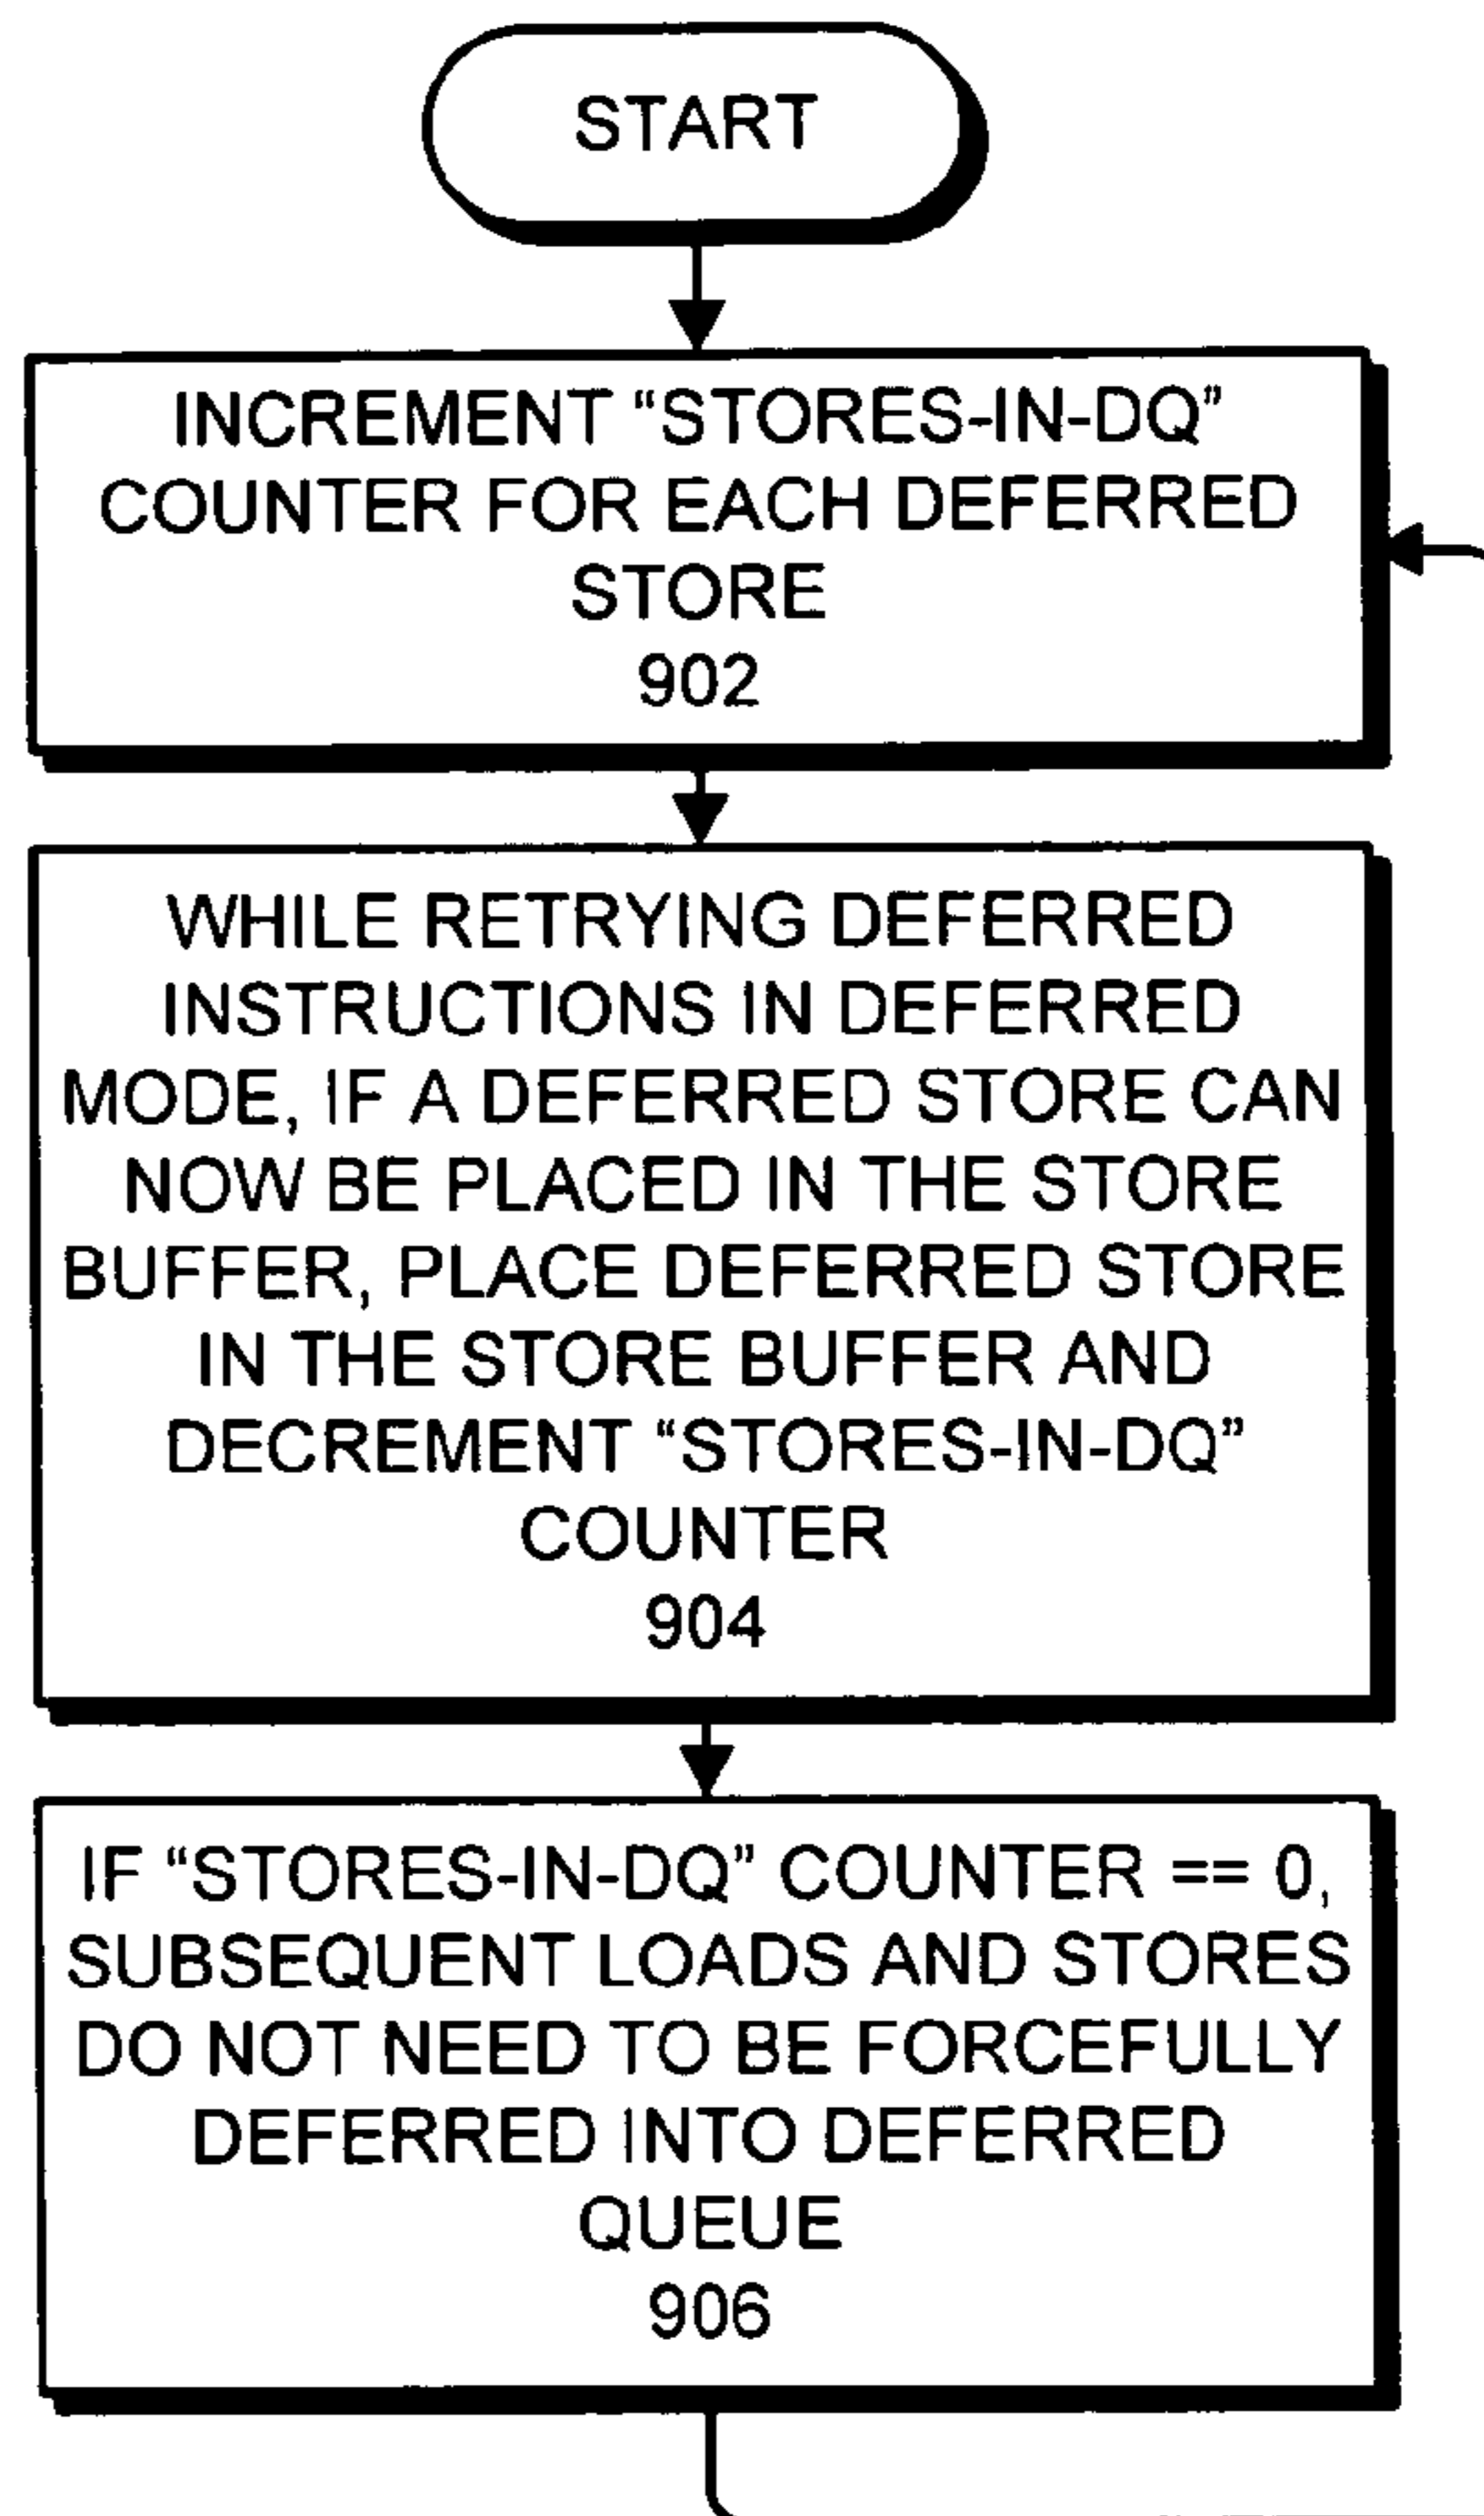 START
INCREMENT “STORES-IN-DQ”
COUNTER FOR EACH DEFERRED
STORE
902
WHILE RETRYING DEFERRED
INSTRUCTIONS IN DEFERRED
MODE, IF A DEFERRED STORE CAN
NOW BE PLACED IN THE STORE
BUFFER, PLACE DEFERRED STORE
IN THE STORE BUFFER AND
DECREMENT “STORES-IN-DQ”
COUNTER
904
IF “STORES-IN-DQ” COUNTER == 0,
SUBSEQUENT LOADS AND STORES
DO NOT NEED TO BE FORCEFULLY
DEFERRED INTO DEFERRED
QUEUE
906